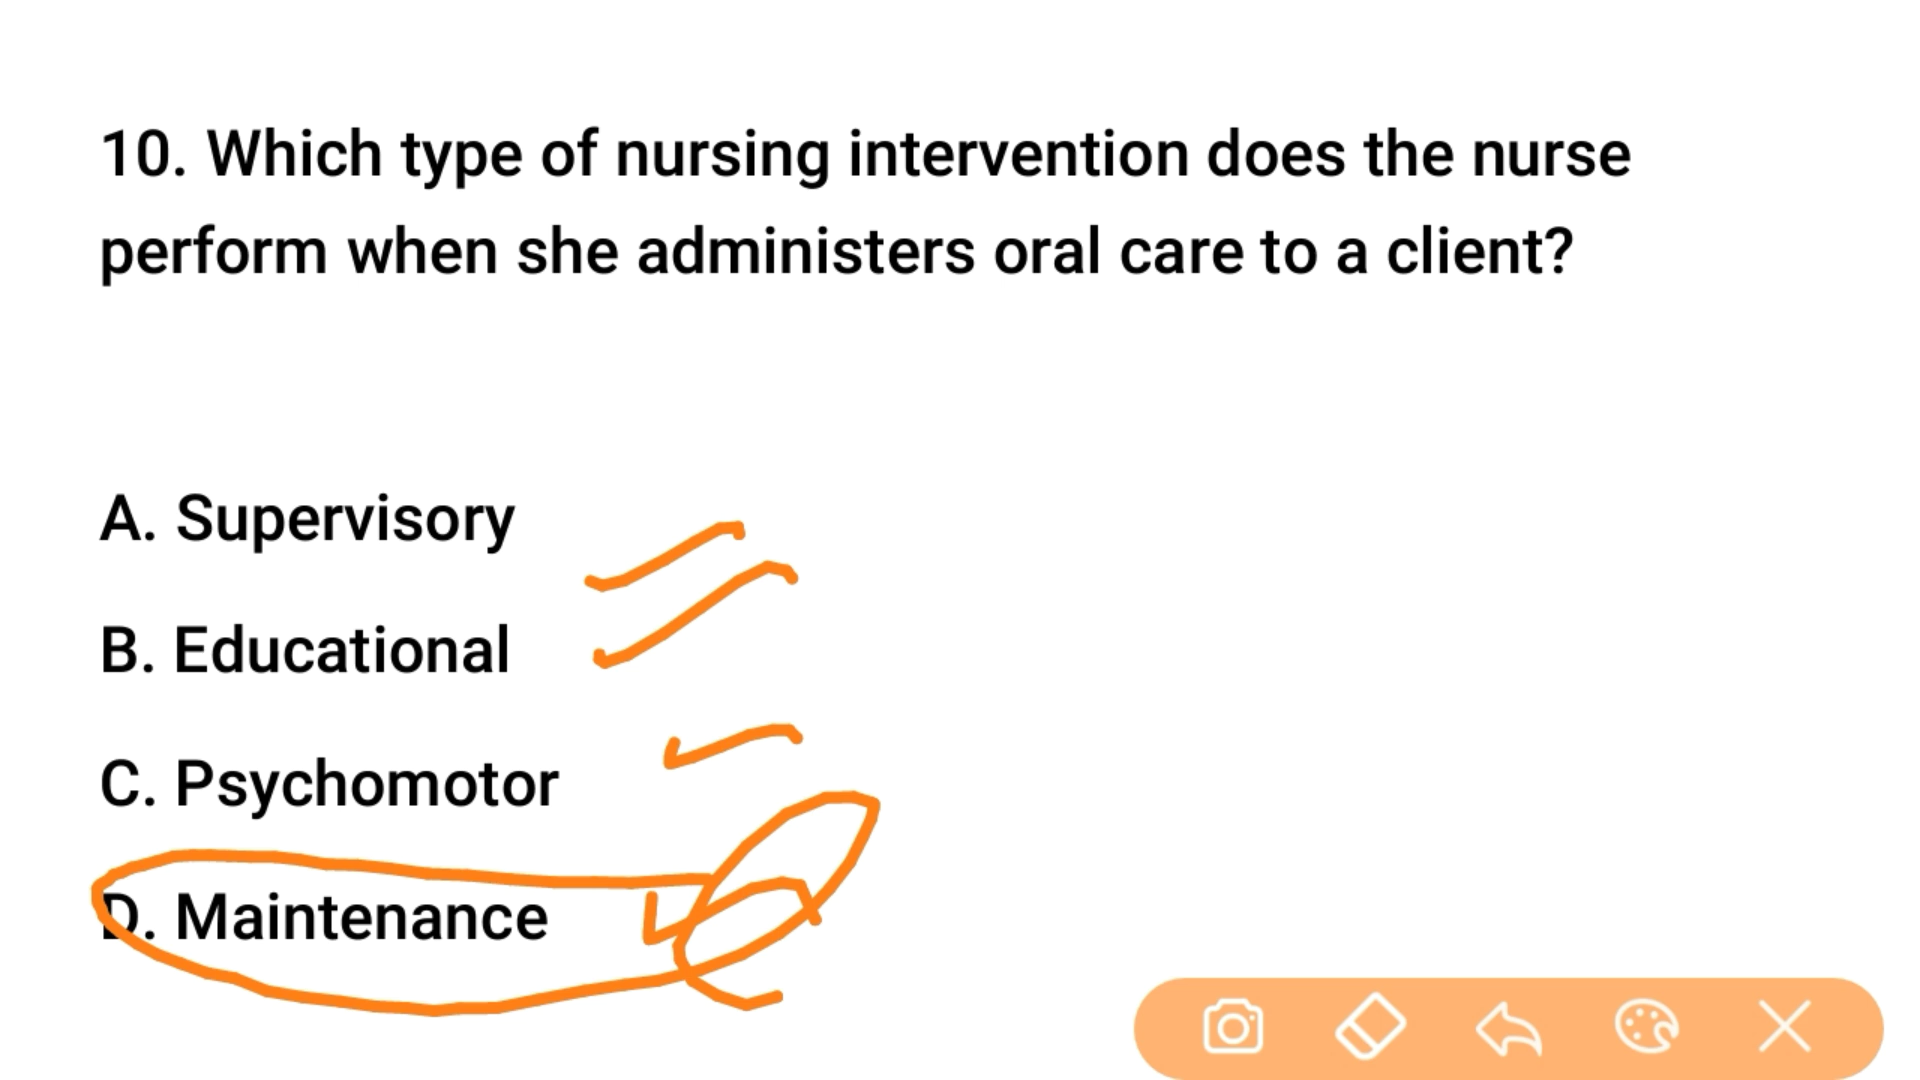 10. Which type of nursing intervention does the nurse
perform when she administers oral care to a client?
A. Supervisory
B. Educational
C. Psychomotor
D. Maintenance